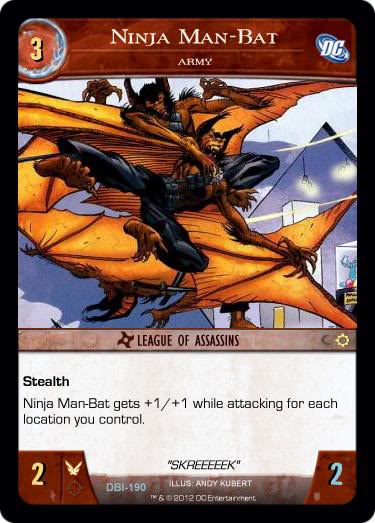 3
NINJA MAN-BAT
ARMY
DC
LEAGUE OF ASSASSINS
Stealth
Ninja Man-Bat gets +1/+1 while attacking for each
location you control.
"SKREEEEEK"
2
DBI-190
ILLUS: ANDY KUBERT
2
™ & © 2012 DC Entertainment